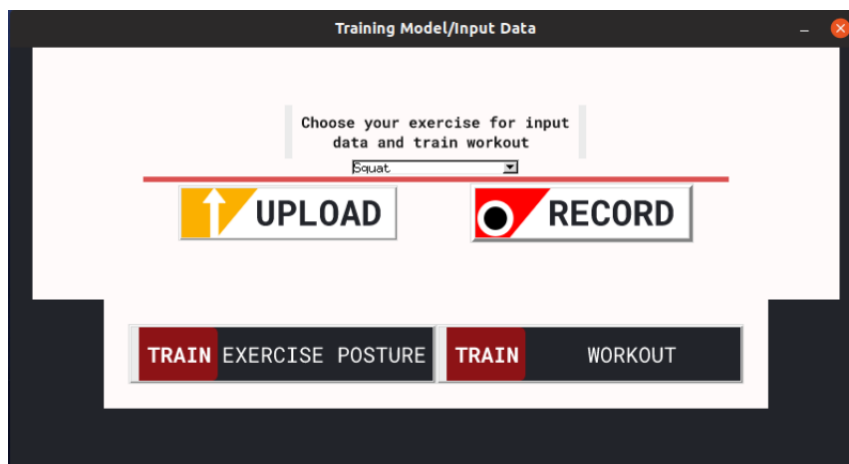 Training Model/Input Data
Choose your exercise for input
data and train workout
Squat
UPLOAD
RECORD
TRAIN EXERCISE POSTURE
TRAIN WORKOUT